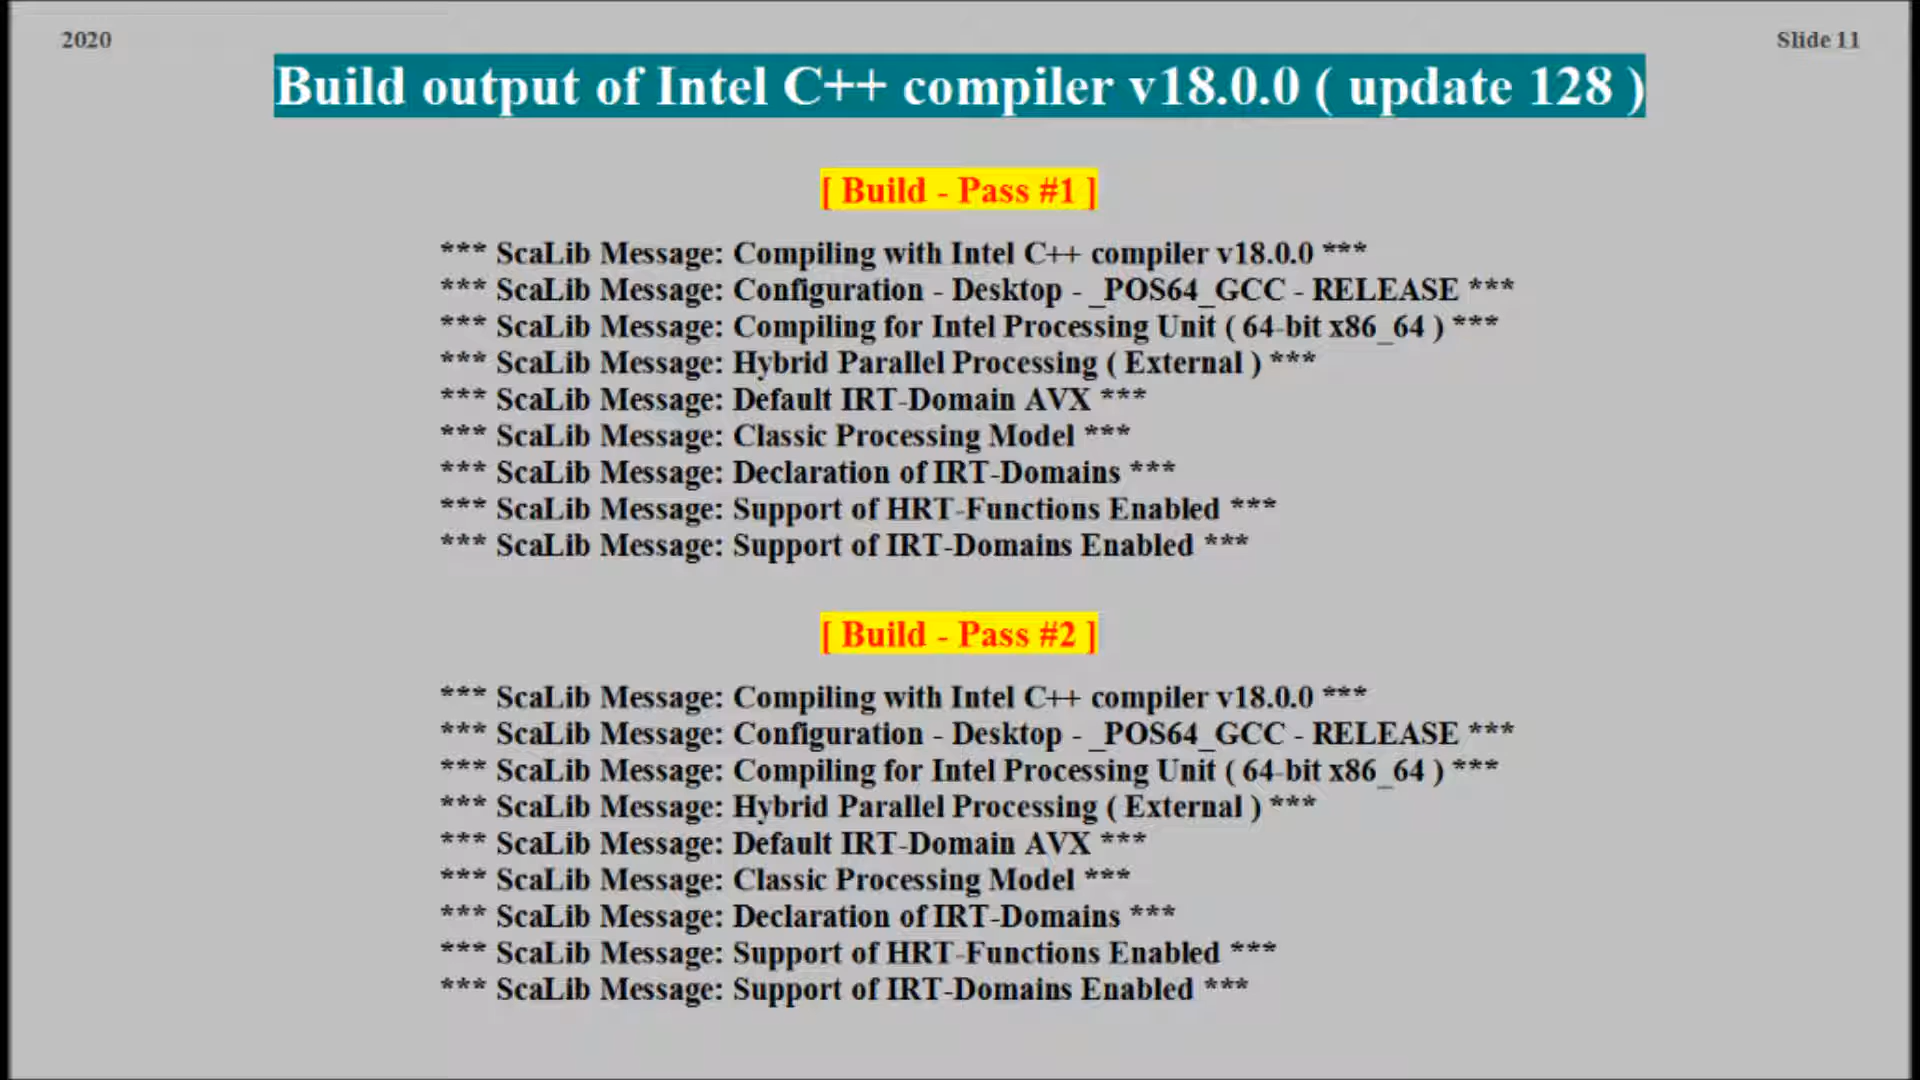 2020
Slide 11
Build output of Intel C++ compiler v18.0.0 ( update 128 )
[ Build - Pass #1 ]
*** ScaLib Message: Compiling with Intel C++ compiler v18.0.0 ***
*** ScaLib Message: Configuration - Desktop - _POS64_GCC - RELEASE ***
*** ScaLib Message: Compiling for Intel Processing Unit ( 64-bit x86_64 ) ***
*** ScaLib Message: Hybrid Parallel Processing ( External ) ***
*** ScaLib Message: Default IRT-Domain AVX ***
*** ScaLib Message: Classic Processing Model ***
*** ScaLib Message: Declaration of IRT-Domains ***
*** ScaLib Message: Support of HRT-Functions Enabled ***
*** ScaLib Message: Support of IRT-Domains Enabled ***
[ Build - Pass #2 ]
*** ScaLib Message: Compiling with Intel C++ compiler v18.0.0 ***
*** ScaLib Message: Configuration - Desktop - _POS64_GCC - RELEASE ***
*** ScaLib Message: Compiling for Intel Processing Unit ( 64-bit x86_64 ) ***
*** ScaLib Message: Hybrid Parallel Processing ( External ) ***
*** ScaLib Message: Default IRT-Domain AVX ***
*** ScaLib Message: Classic Processing Model ***
*** ScaLib Message: Declaration of IRT-Domains ***
*** ScaLib Message: Support of HRT-Functions Enabled ***
*** ScaLib Message: Support of IRT-Domains Enabled ***